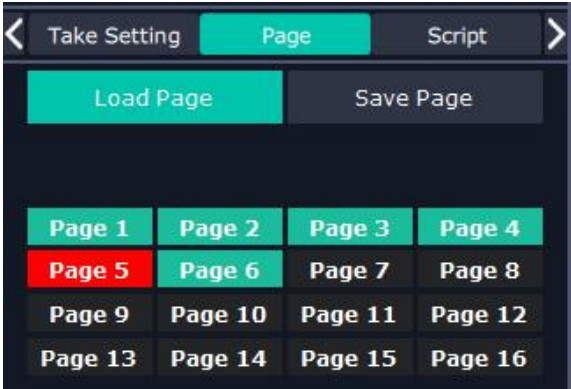 Take Setting Page Script
Load Page Save Page
Page 1 Page 2 Page 3 Page 4
Page 5 Page 6 Page 7 Page 8
Page 9 Page 10 Page 11 Page 12
Page 13 Page 14 Page 15 Page 16